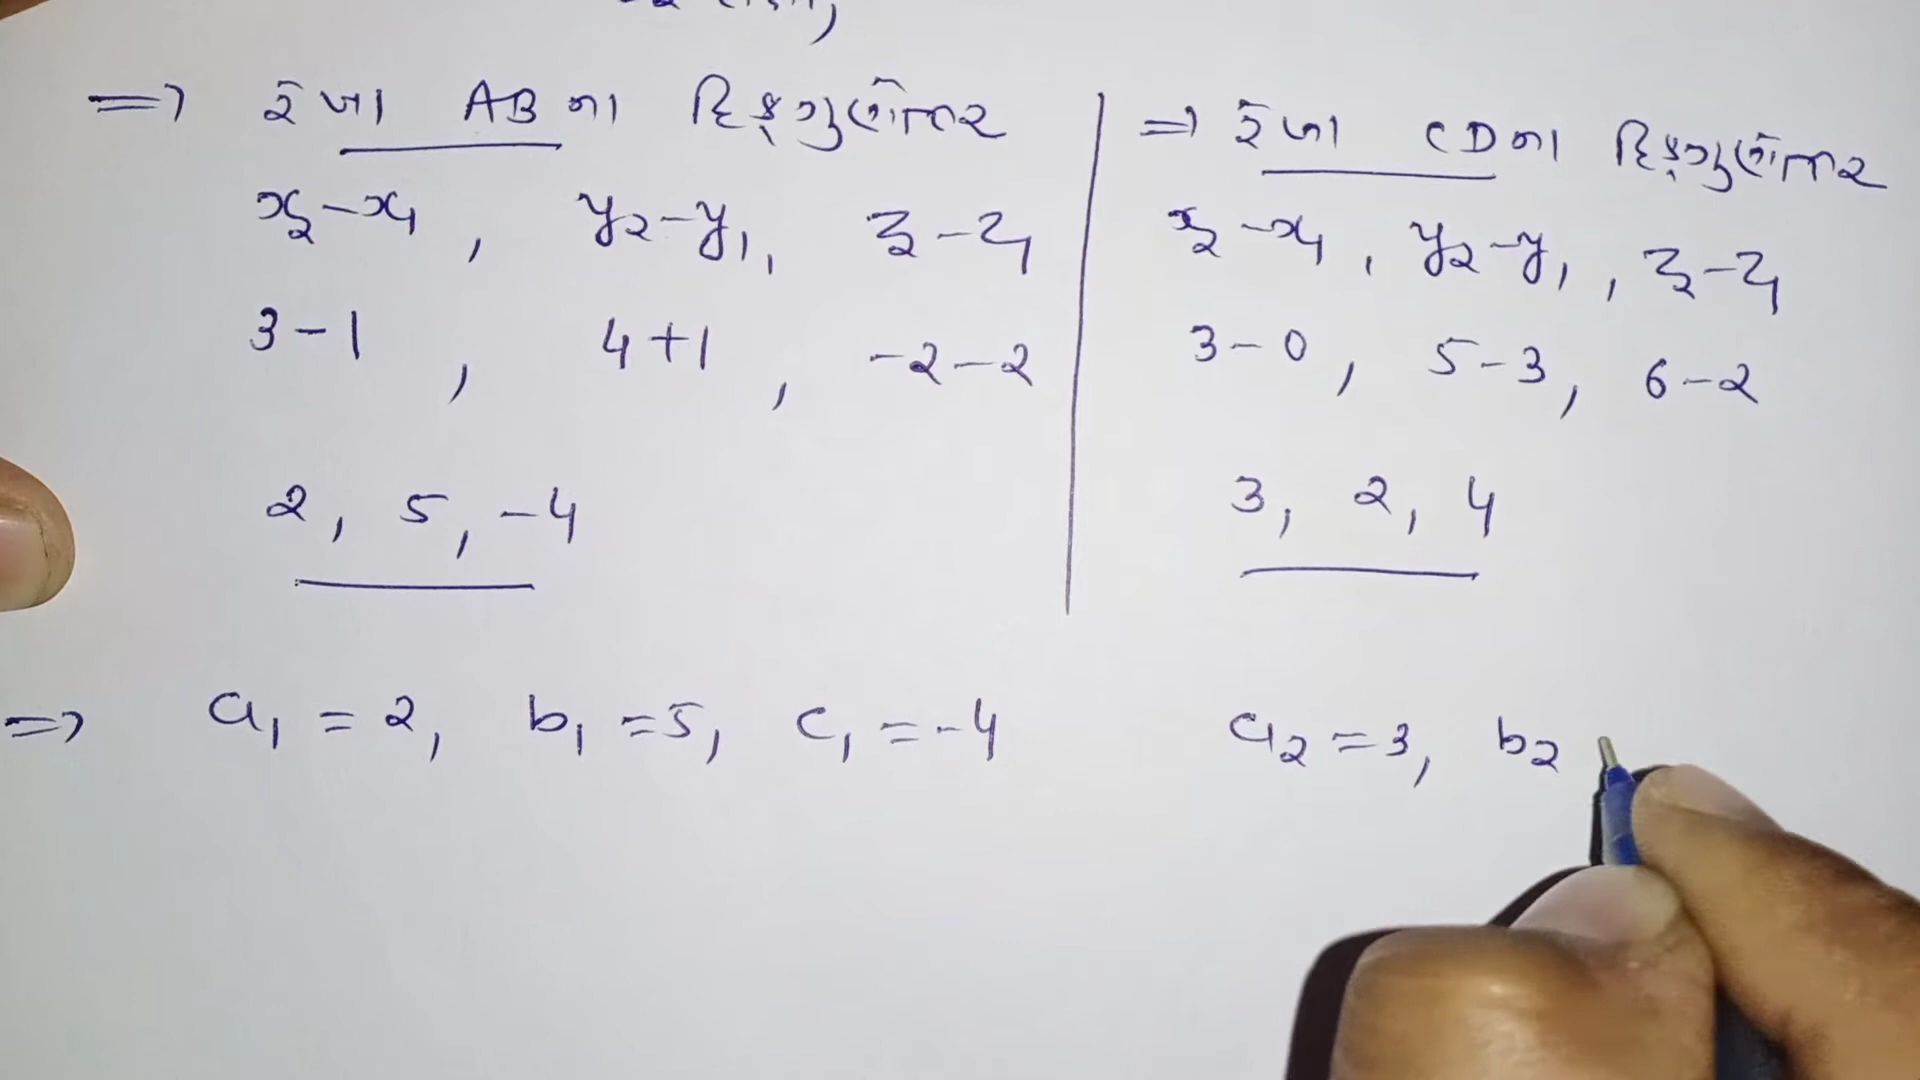 => રેખા AB ના દિક્ગુણોત્તર
x₂-x₁, y₂-y₁, z₂-z₁
3-1, 4+1, -2-2
2, 5, -4
=> રેખા CD ના દિક્ગુણોત્તર
x₂-x₁, y₂-y₁, z₂-z₁
3-0, 5-3, 6-2
3, 2, 4
=> a₁ = 2, b₁ = 5, c₁ = -4 a₂ = 3, b₂